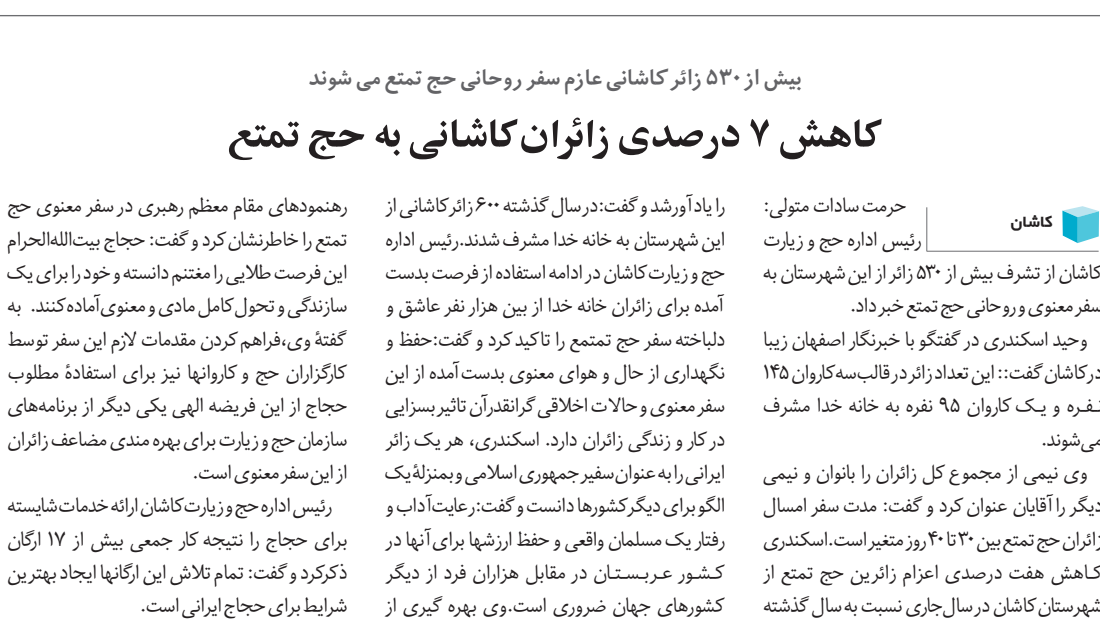 بیش از ۵۳۰ زائر کاشانی عازم سفر روحانی حج تمتع می شوند
کاهش ۷ درصدی زائران کاشانی به حج تمتع
کاشان
حرمت سادات متولی:
رئیس اداره حج و زیارت
کاشان از تشرف بیش از ۵۳۰ زائر از این شهرستان به
سفر معنوی و روحانی حج تمتع خبر داد.
وحید اسکندری در گفتگو با خبرنگار اصفهان زیبا
در کاشان گفت:: این تعداد زائر در قالب سه کاروان ۱۴۵
نفره و یک کاروان ۹۵ نفره به خانه خدا مشرف
می‌شوند.
وی نیمی از مجموع کل زائران را بانوان و نیمی
دیگر را آقایان عنوان کرد و گفت: مدت سفر امسال
زائران حج تمتع بین ۳۰ تا ۴۰ روز متغیر است. اسکندری
کاهش هفت درصدی اعزام زائرین حج تمتع از
شهرستان کاشان در سال جاری نسبت به سال گذشته
را یادآور شد و گفت: در سال گذشته ۶۰۰ زائر کاشانی از
این شهرستان به خانه خدا مشرف شدند. رئیس اداره
حج و زیارت کاشان در ادامه استفاده از فرصت بدست
آمده برای زائران خانه خدا از بین هزار نفر عاشق و
دلباخته سفر حج تمتمع را تاکید کرد و گفت: حفظ و
نگهداری از حال و هوای معنوی بدست آمده از این
سفر معنوی و حالات اخلاقی گرانقدر آن تاثیر بسزایی
در کار و زندگی زائران دارد. اسکندری، هر یک زائر
ایرانی را به عنوان سفیر جمهوری اسلامی و بمنزلهٔ یک
الگو برای دیگر کشورها دانست و گفت: رعایت آداب و
رفتار یک مسلمان واقعی و حفظ ارزشها برای آنها در
کشور عربستان در مقابل هزاران فرد از دیگر
کشورهای جهان ضروری است. وی بهره گیری از
رهنمودهای مقام معظم رهبری در سفر معنوی حج
تمتع را خاطرنشان کرد و گفت: حجاج بیت‌الله‌الحرام
این فرصت طلایی را مغتنم دانسته و خود را برای یک
سازندگی و تحول کامل مادی و معنوی آماده کنند. به
گفتهٔ وی، فراهم کردن مقدمات لازم این سفر توسط
کارگزاران حج و کاروانها نیز برای استفادهٔ مطلوب
حجاج از این فریضه الهی یکی دیگر از برنامه‌های
سازمان حج و زیارت برای بهره مندی مضاعف زائران
از این سفر معنوی است.
رئیس اداره حج و زیارت کاشان ارائه خدمات شایسته
برای حجاج را نتیجه کار جمعی بیش از ۱۷ ارگان
ذکر کرد و گفت: تمام تلاش این ارگانها ایجاد بهترین
شرایط برای حجاج ایرانی است.